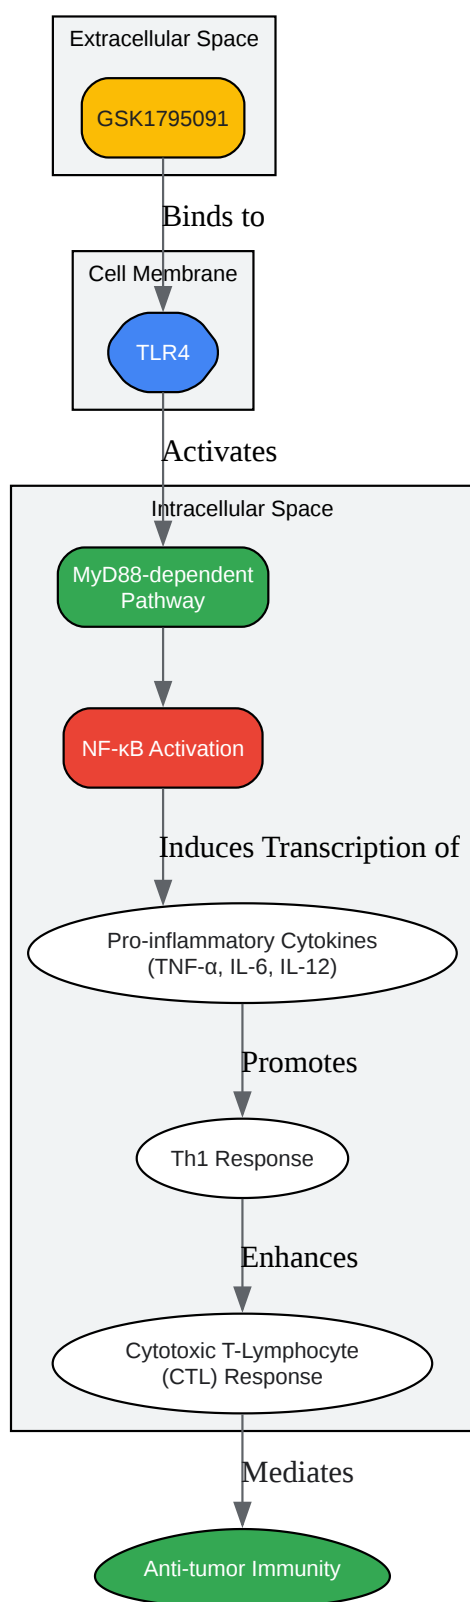 Extracellular Space
GSK1795091
Binds to
Cell Membrane
TLR4
Activates
Intracellular Space
MyD88-dependent
Pathway
NF-κB Activation
Induces Transcription of
Pro-inflammatory Cytokines
(TNF-α, IL-6, IL-12)
Promotes
Th1 Response
Enhances
Cytotoxic T-Lymphocyte
(CTL) Response
Mediates
Anti-tumor Immunity